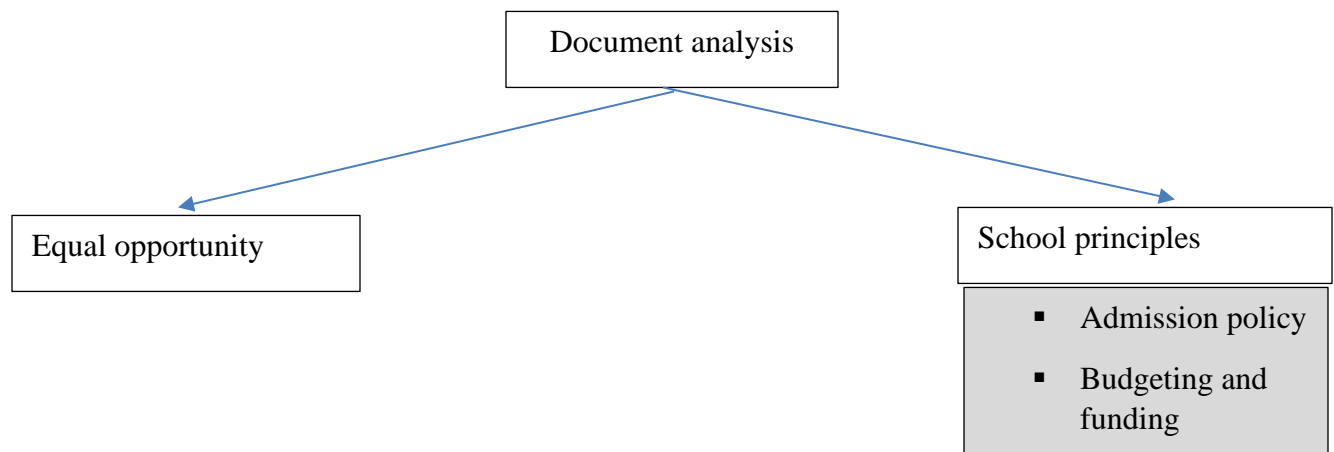 Document analysis
Equal opportunity
School principles
▪ Admission policy
▪ Budgeting and
funding